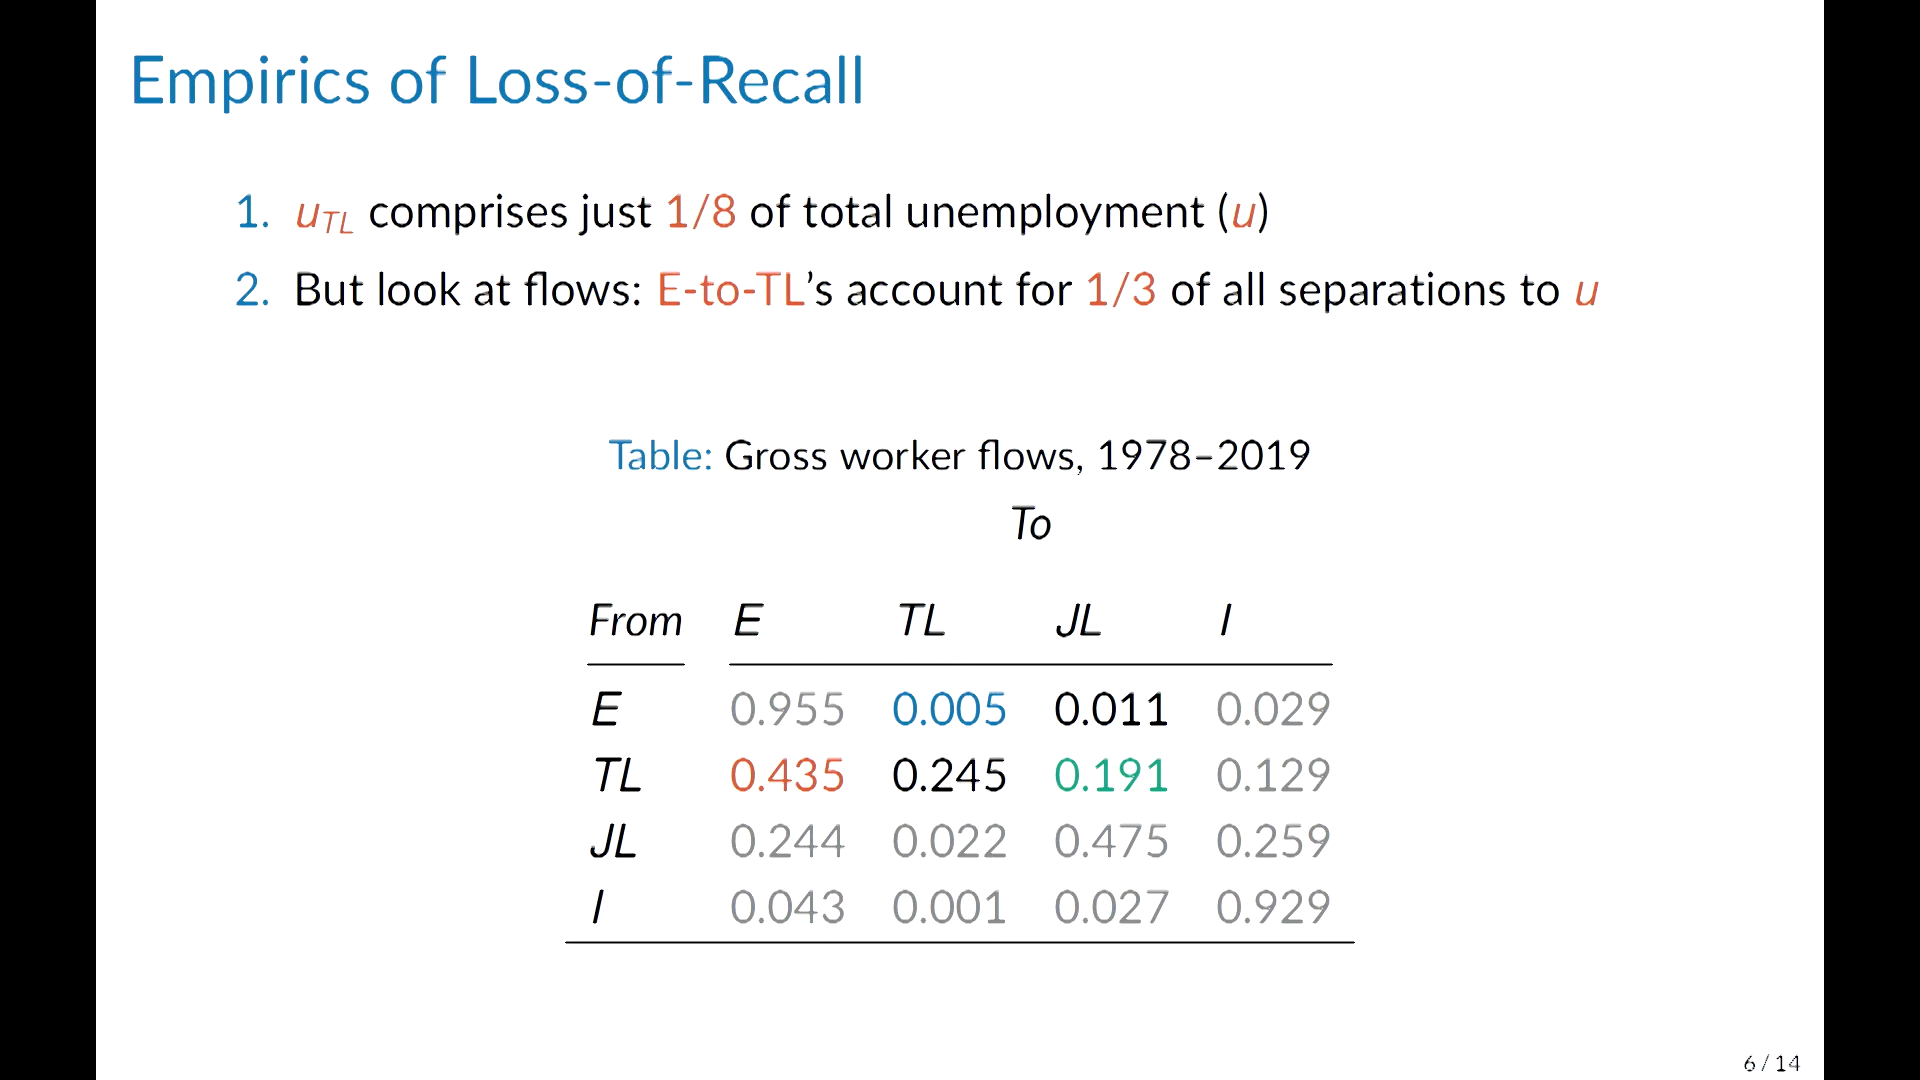 Empirics of Loss-of-Recall
1. uTL comprises just 1/8 of total unemployment (u)
2. But look at flows: E-to-TL's account for 1/3 of all separations to u
Table: Gross worker flows, 1978–2019
To
From E TL JL I
E 0.955 0.005 0.011 0.029
TL 0.435 0.245 0.191 0.129
JL 0.244 0.022 0.475 0.259
I 0.043 0.001 0.027 0.929
6 / 14